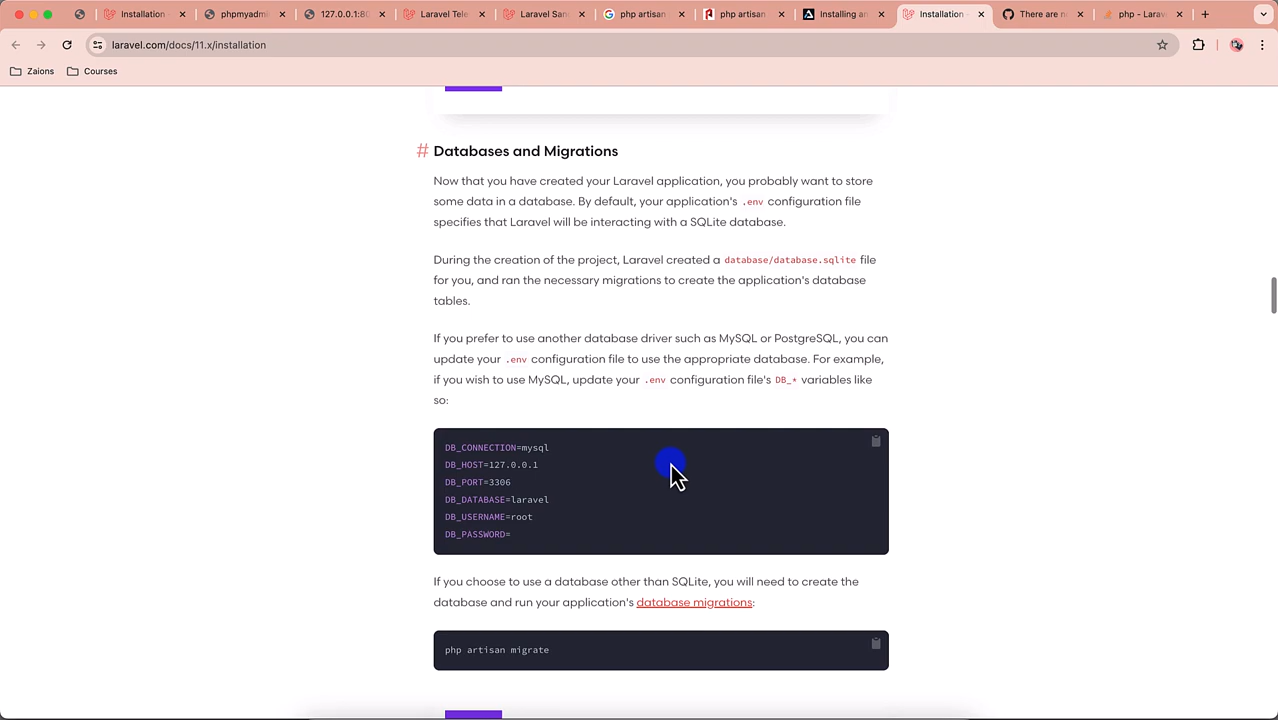 Installation -
phpmyadmi
127.0.0.1:80
Laravel Tele
Laravel San
php artisan
php artisan
Installing an
Installation -
There are n
php - Larav
laravel.com/docs/11.x/installation
Zaions
Courses
# Databases and Migrations
Now that you have created your Laravel application, you probably want to store
some data in a database. By default, your application's .env configuration file
specifies that Laravel will be interacting with a SQLite database.
During the creation of the project, Laravel created a database/database.sqlite file
for you, and ran the necessary migrations to create the application's database
tables.
If you prefer to use another database driver such as MySQL or PostgreSQL, you can
update your .env configuration file to use the appropriate database. For example,
if you wish to use MySQL, update your .env configuration file's DB_* variables like
so:
DB_CONNECTION=mysql
DB_HOST=127.0.0.1
DB_PORT=3306
DB_DATABASE=laravel
DB_USERNAME=root
DB_PASSWORD=
If you choose to use a database other than SQLite, you will need to create the
database and run your application's database migrations:
php artisan migrate